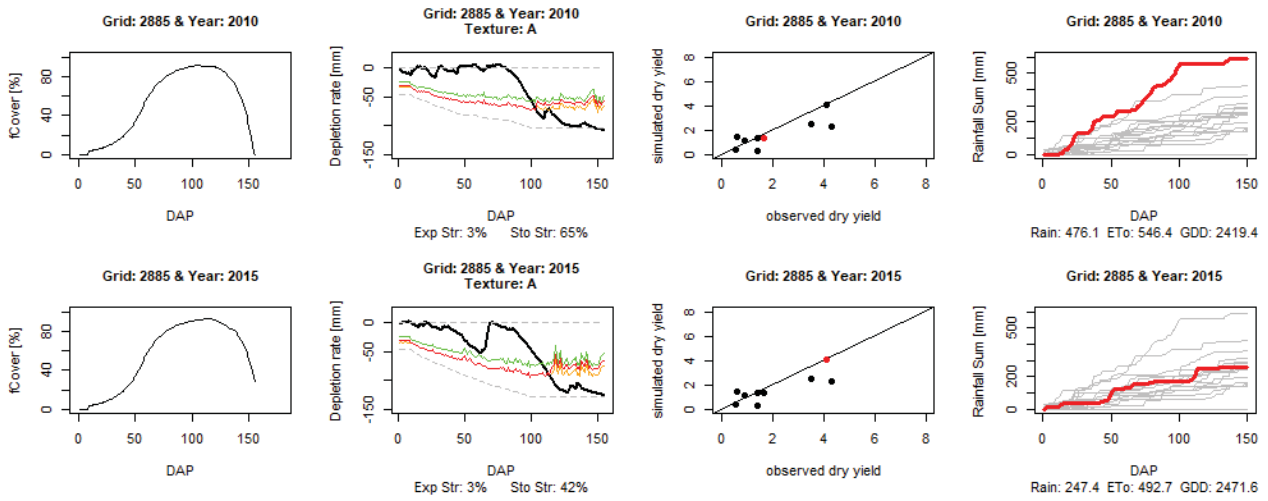 Grid: 2885 & Year: 2010
fCover [%]
80
40
0
0 50 100 150
DAP
Grid: 2885 & Year: 2010
Texture: A
Depletion rate [mm]
0
-50
-150
0 50 100 150
DAP
Exp Str: 3% Sto Str: 65%
Grid: 2885 & Year: 2010
simulated dry yield
8
6
4
2
0
0 2 4 6 8
observed dry yield
Grid: 2885 & Year: 2010
Rainfall Sum [mm]
500
200
0
0 50 100 150
DAP
Rain: 476.1 ETo: 546.4 GDD: 2419.4
Grid: 2885 & Year: 2015
fCover [%]
80
40
0
0 50 100 150
DAP
Grid: 2885 & Year: 2015
Texture: A
Depletion rate [mm]
0
-50
-150
0 50 100 150
DAP
Exp Str: 3% Sto Str: 42%
Grid: 2885 & Year: 2015
simulated dry yield
8
6
4
2
0
0 2 4 6 8
observed dry yield
Grid: 2885 & Year: 2015
Rainfall Sum [mm]
500
200
0
0 50 100 150
DAP
Rain: 247.4 ETo: 492.7 GDD: 2471.6